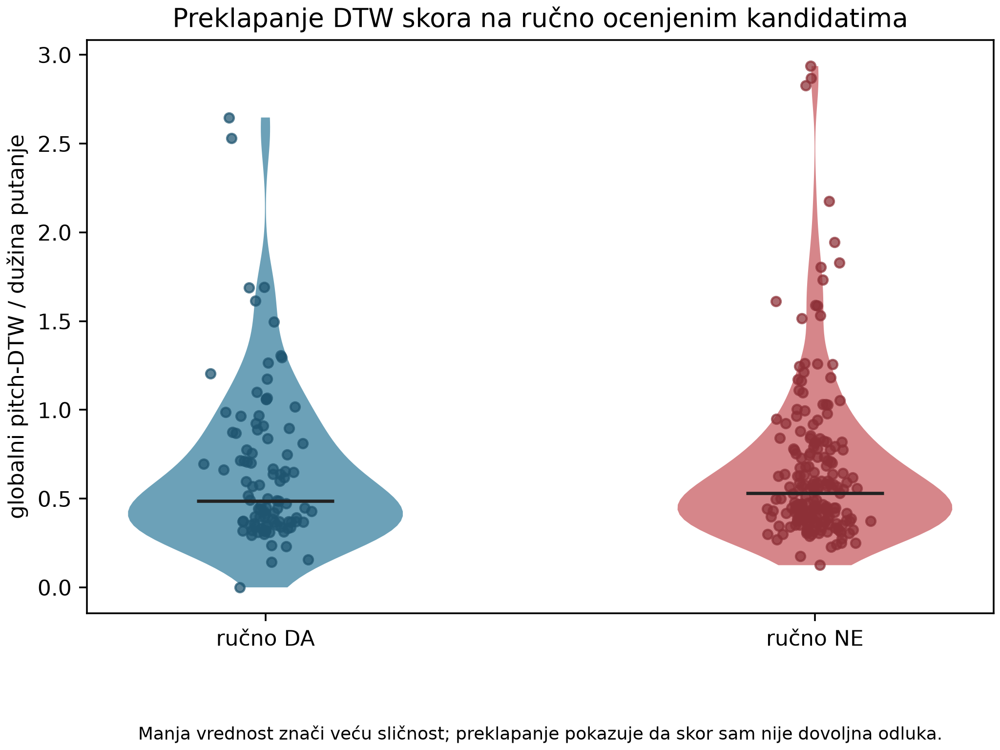 Preklapanje DTW skora na ručno ocenjenim kandidatima
globalni pitch-DTW / dužina putanje
3.0
2.5
2.0
1.5
1.0
0.5
0.0
ručno DA
ručno NE
Manja vrednost znači veću sličnost; preklapanje pokazuje da skor sam nije dovoljna odluka.